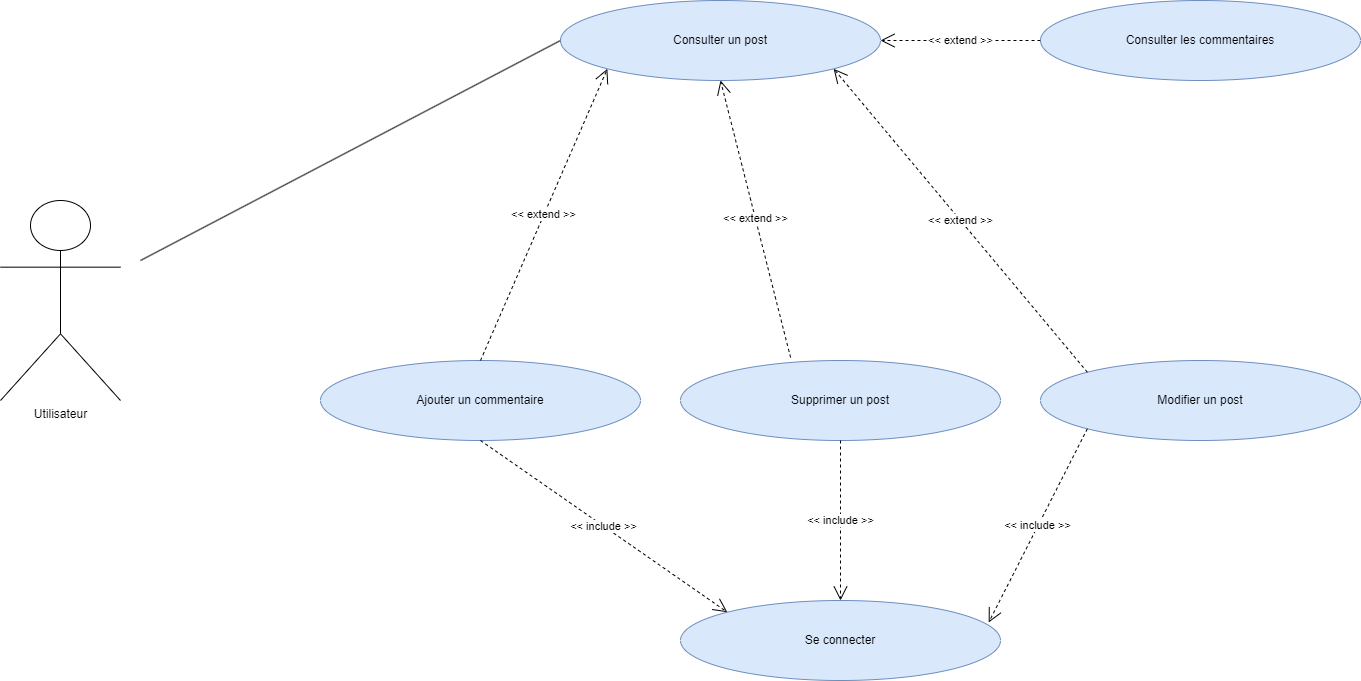 Consulter un post
<< extend >>
Consulter les commentaires
<< extend >>
<< extend >>
<< extend >>
Utilisateur
Ajouter un commentaire
Supprimer un post
Modifier un post
<< include >>
<< include >>
<< include >>
Se connecter